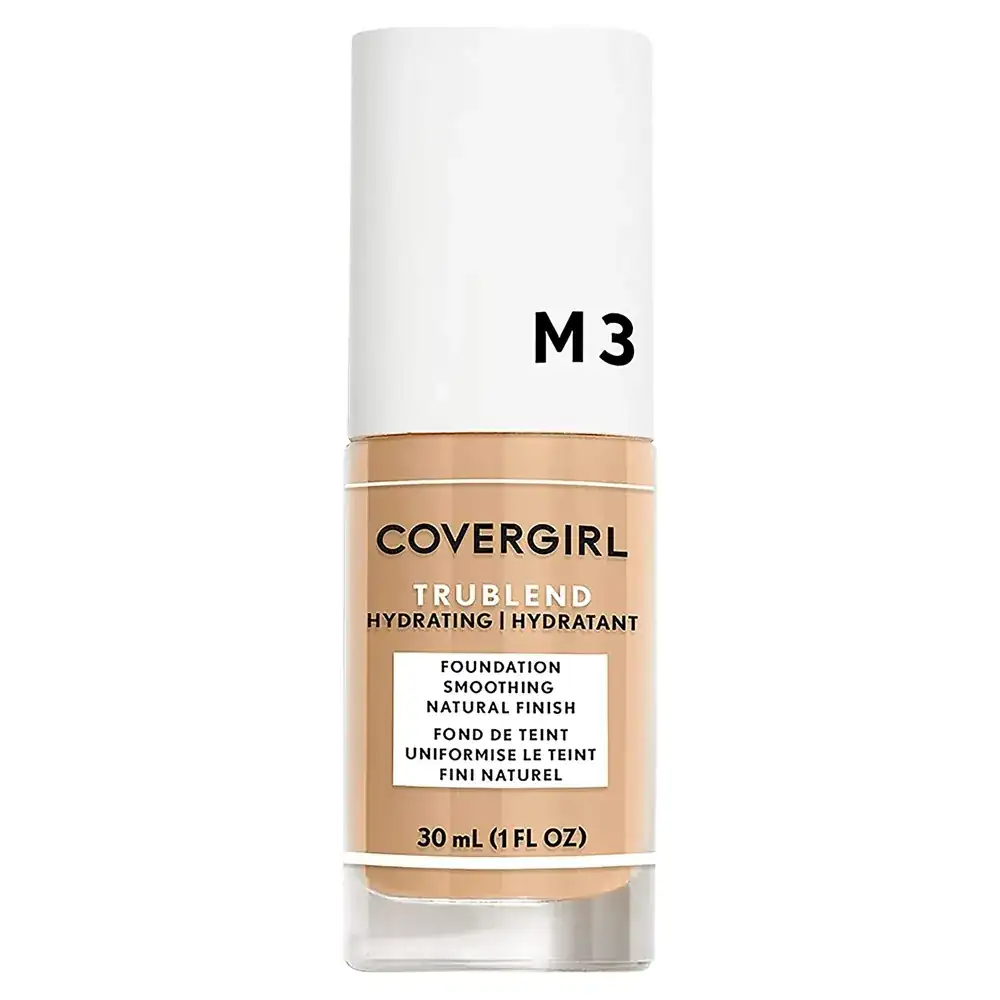 M 3
COVERGIRL
TRUBLEND
HYDRATING | HYDRATANT
FOUNDATION
SMOOTHING
NATURAL FINISH
FOND DE TEINT
UNIFORMISE LE TEINT
FINI NATUREL
30 mL (1 FL OZ)